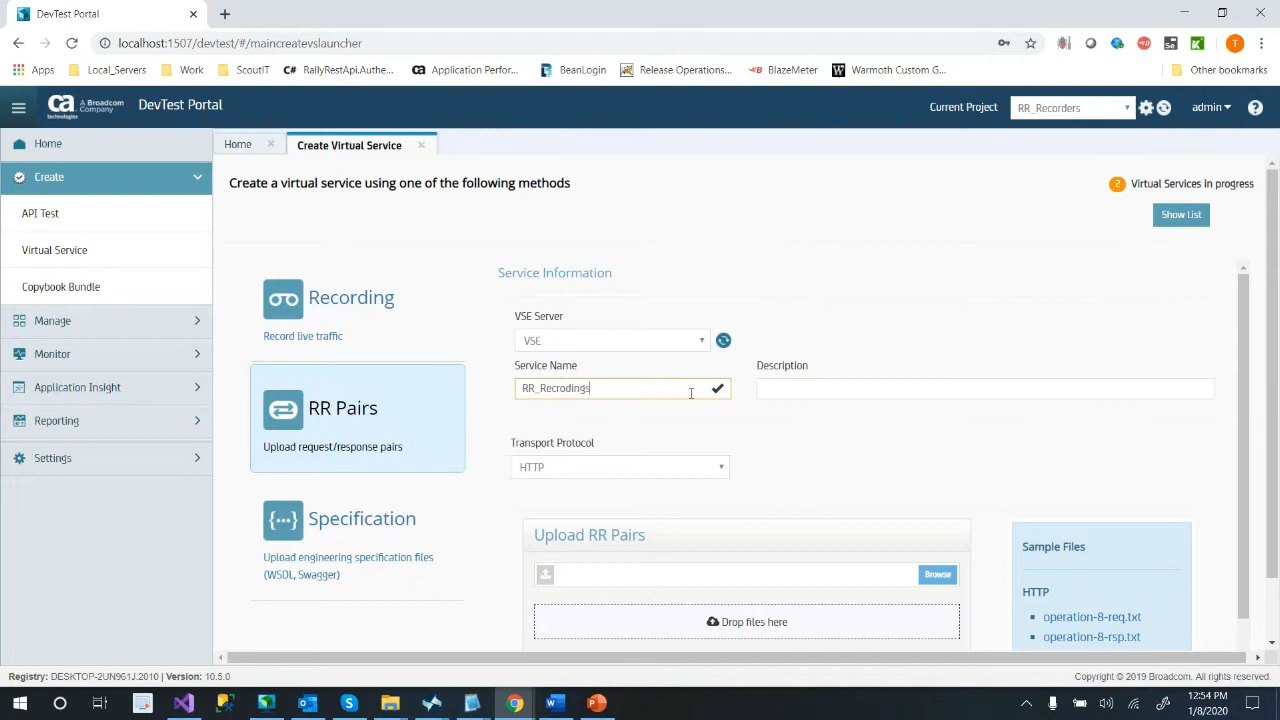 DevTest Portal
localhost:1507/devtest/#/maincreatevslauncher
Apps Local_Servers Work ScoutIT RallyRestApi.Authe... Application Perfor... BeanLogin Release Operations... BlazeMeter Warmoth Custom G... Other bookmarks
ca technologies A Broadcom Company DevTest Portal Current Project RR_Recorders admin
Home
Create
API Test
Virtual Service
Copybook Bundle
Manage
Monitor
Application Insight
Reporting
Settings
Home Create Virtual Service
Create a virtual service using one of the following methods
2 Virtual Services in progress
Show List
Recording
Record live traffic
RR Pairs
Upload request/response pairs
Specification
Upload engineering specification files
(WSDL, Swagger)
Service Information
VSE Server
VSE
Service Name Description
RR_Recrodings
Transport Protocol
HTTP
Upload RR Pairs
Browse
Drop files here
Sample Files
HTTP
operation-8-req.txt
operation-8-rsp.txt
Registry: DESKTOP-2UN961J:2010 | Version: 10.5.0
Copyright © 2019 Broadcom. All rights reserved.
12:54 PM
1/8/2020